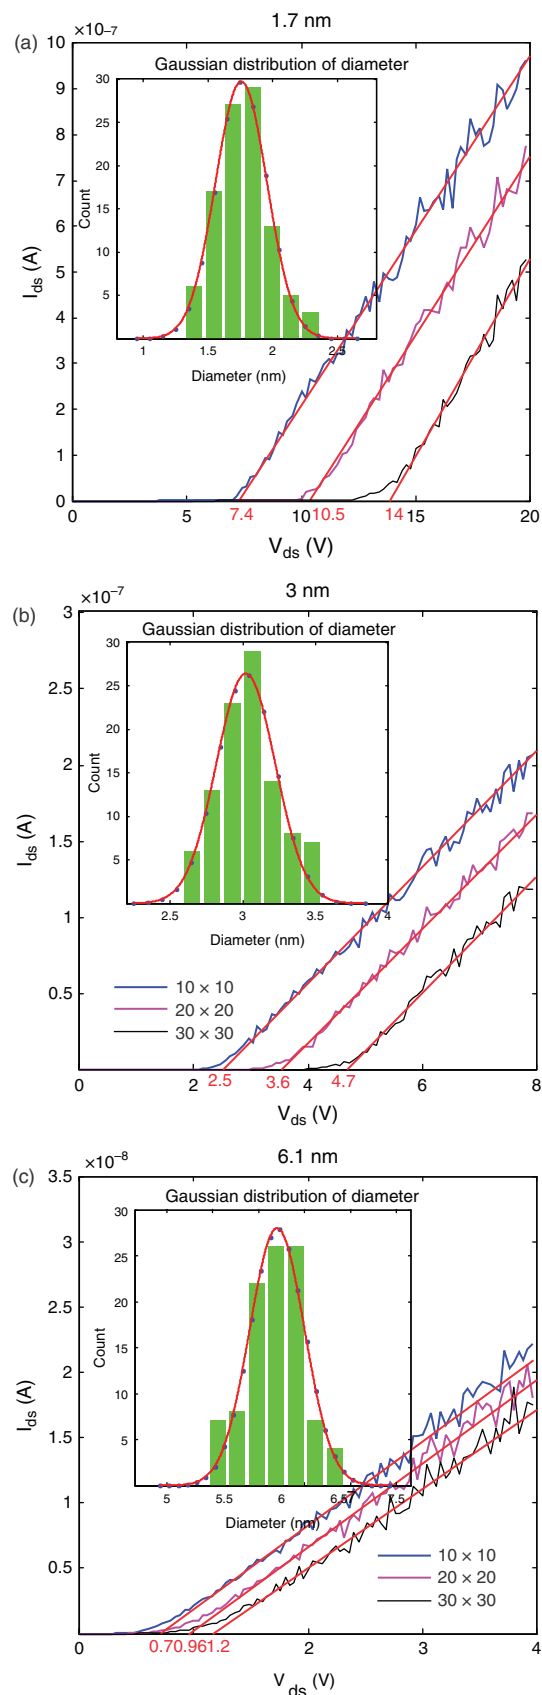 (a)
1.7 nm
×10⁻⁷
10
9
8
7
6
5
4
3
2
1
0
I_ds (A)
Gaussian distribution of diameter
30
25
20
15
10
5
Count
1
1.5
2
2.5
Diameter (nm)
0 5 10 15 20
7.4 10.5 14
V_ds (V)
(b)
3 nm
×10⁻⁷
3
2.5
2
1.5
1
0.5
I_ds (A)
Gaussian distribution of diameter
30
25
20
15
10
5
Count
2.5 3 3.5 4
Diameter (nm)
10 × 10
20 × 20
30 × 30
0 2 4 6 8
2.5 3.6 4.7
V_ds (V)
(c)
6.1 nm
×10⁻⁸
3.5
3
2.5
2
1.5
1
0.5
I_ds (A)
Gaussian distribution of diameter
30
25
20
15
10
5
Count
5 5.5 6 6.5 7 7.5
Diameter (nm)
10 × 10
20 × 20
30 × 30
0 2 3 4
0.7 0.96 1.2
V_ds (V)